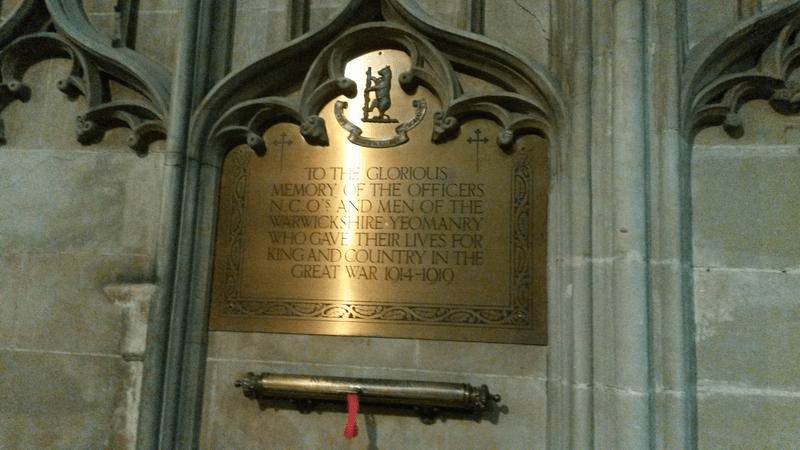 TO THE GLORIOUS
MEMORY OF THE OFFICERS
N.C.O'S AND MEN OF THE
WARWICKSHIRE YEOMANRY
WHO GAVE THEIR LIVES FOR
KING AND COUNTRY IN THE
GREAT WAR 1914-1919